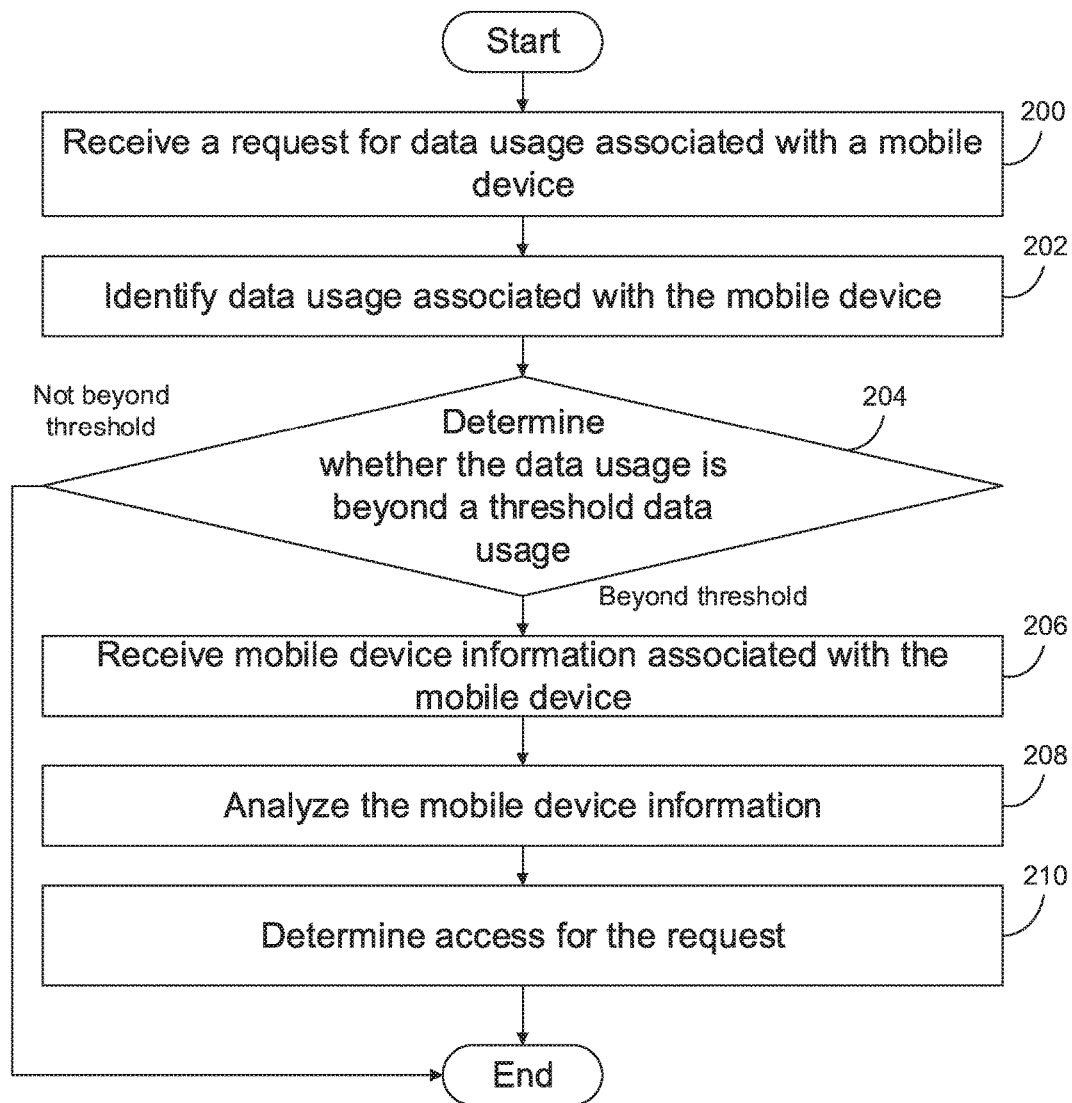 Start
200
Receive a request for data usage associated with a mobile
device
202
Identify data usage associated with the mobile device
Not beyond
threshold
204
Determine
whether the data usage is
beyond a threshold data
usage
Beyond threshold
206
Receive mobile device information associated with the
mobile device
208
Analyze the mobile device information
210
Determine access for the request
End